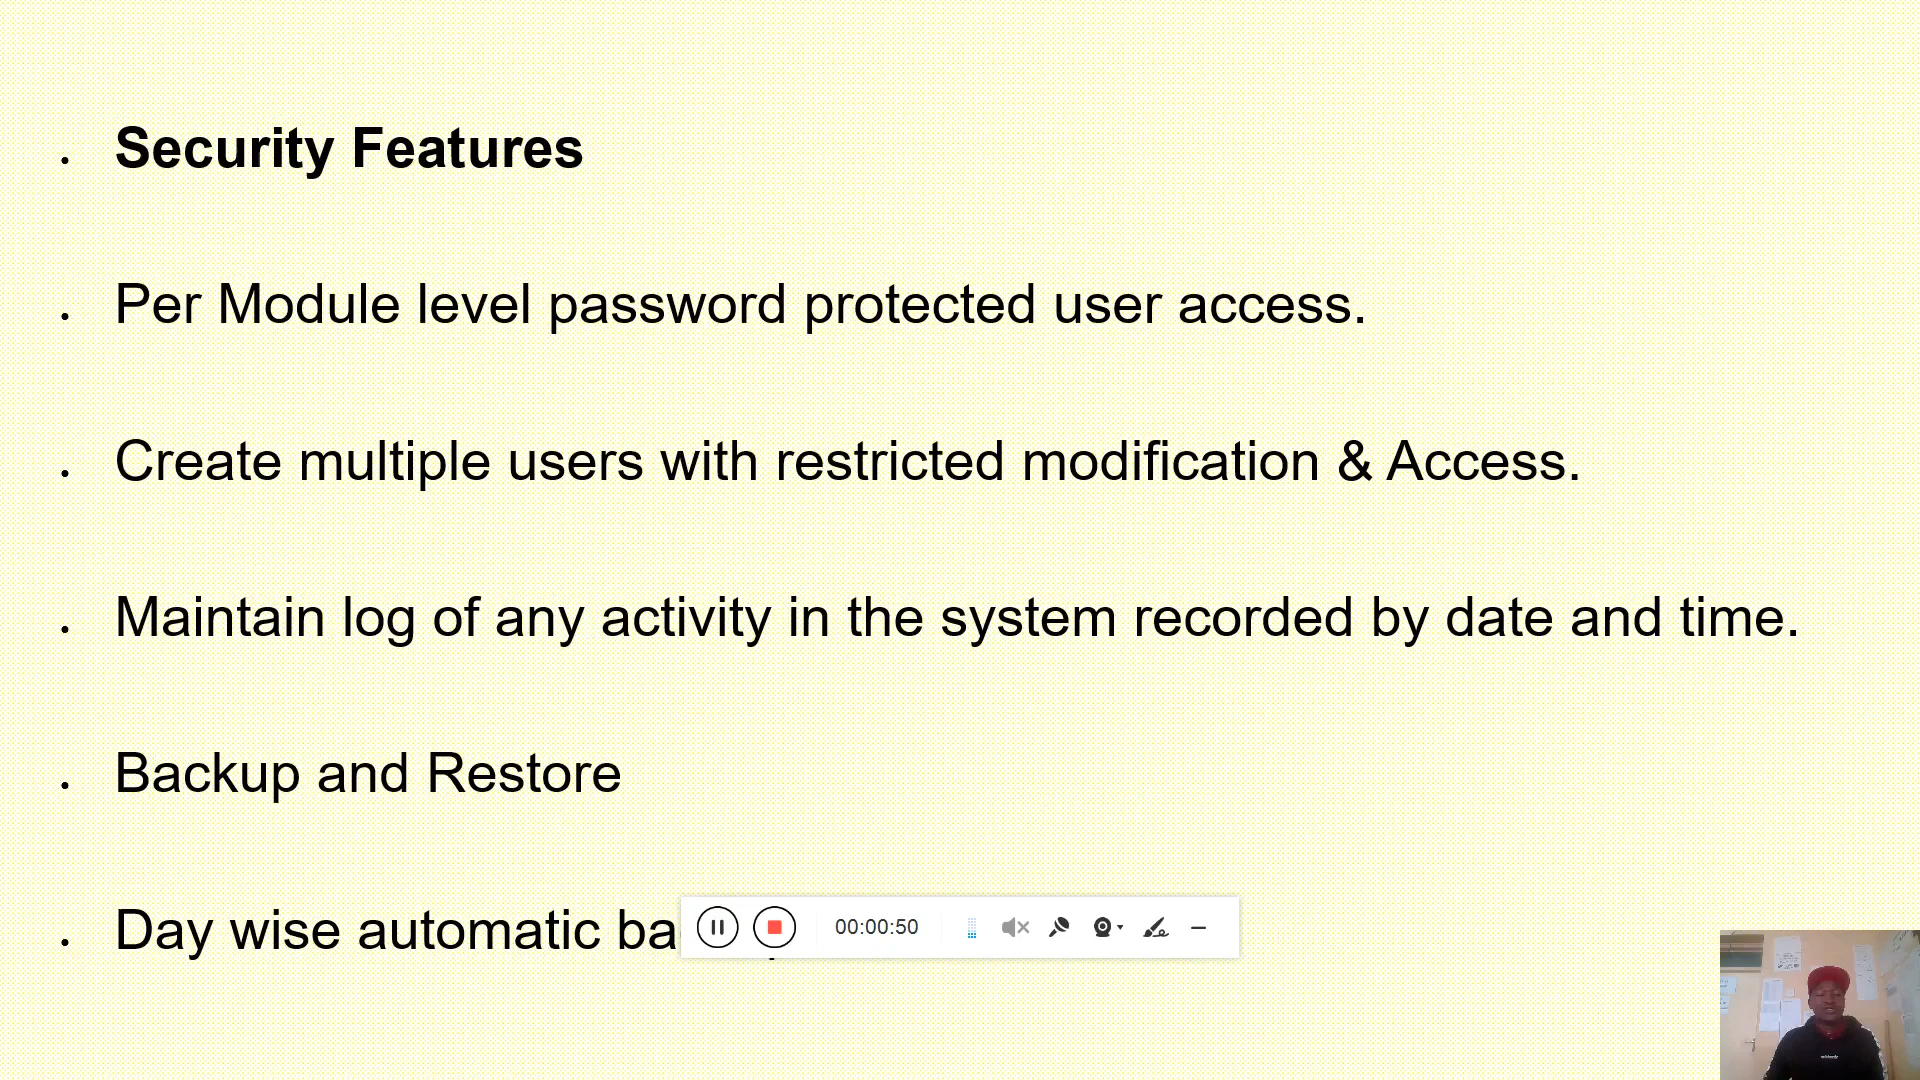 Security Features
Per Module level password protected user access.
Create multiple users with restricted modification & Access.
Maintain log of any activity in the system recorded by date and time.
Backup and Restore
Day wise automatic
00:00:50